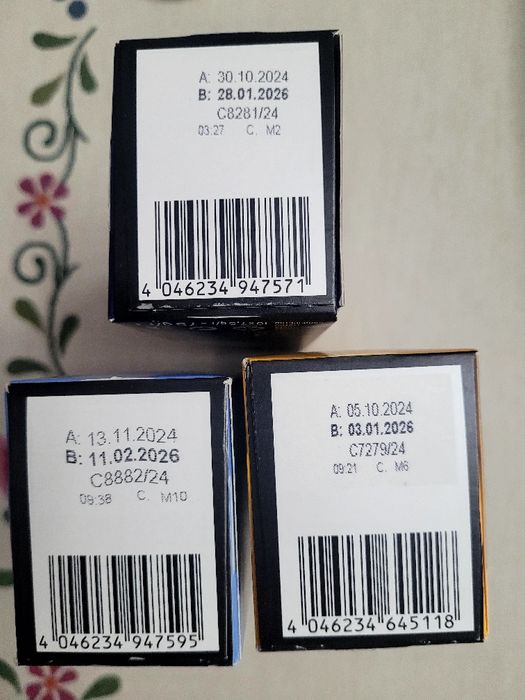 A: 30.10.2024
B: 28.01.2026
C8281/24
03:27 C. M2
4 046234 947571
A: 13.11.2024
B: 11.02.2026
C8882/24
09:38 C. M10
4 046234 947595
A: 05.10.2024
B: 03.01.2026
C7279/24
09:21 C. M6
4 046234 645118